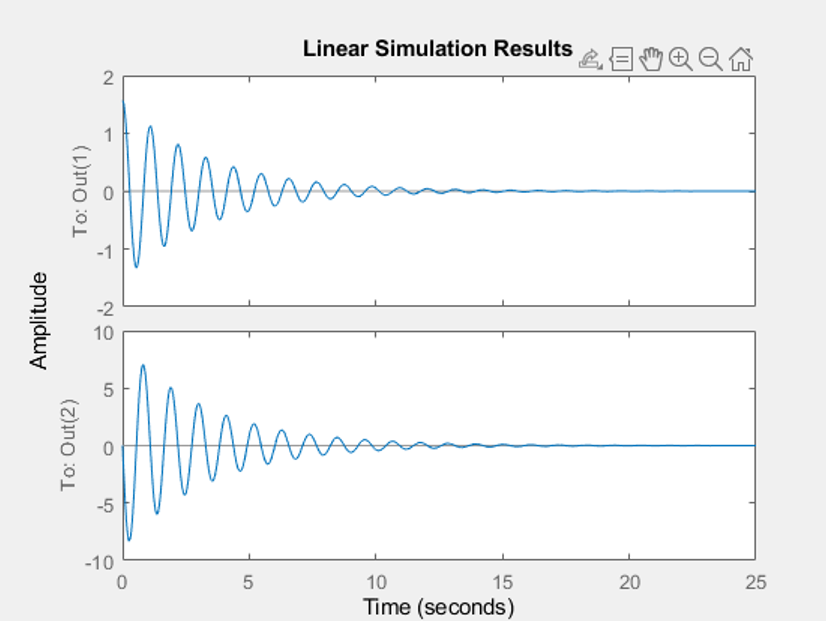 Linear Simulation Results
2
1
0
-1
-2
To: Out(1)
Amplitude
10
5
0
-5
-10
To: Out(2)
0 5 10 15 20 25
Time (seconds)